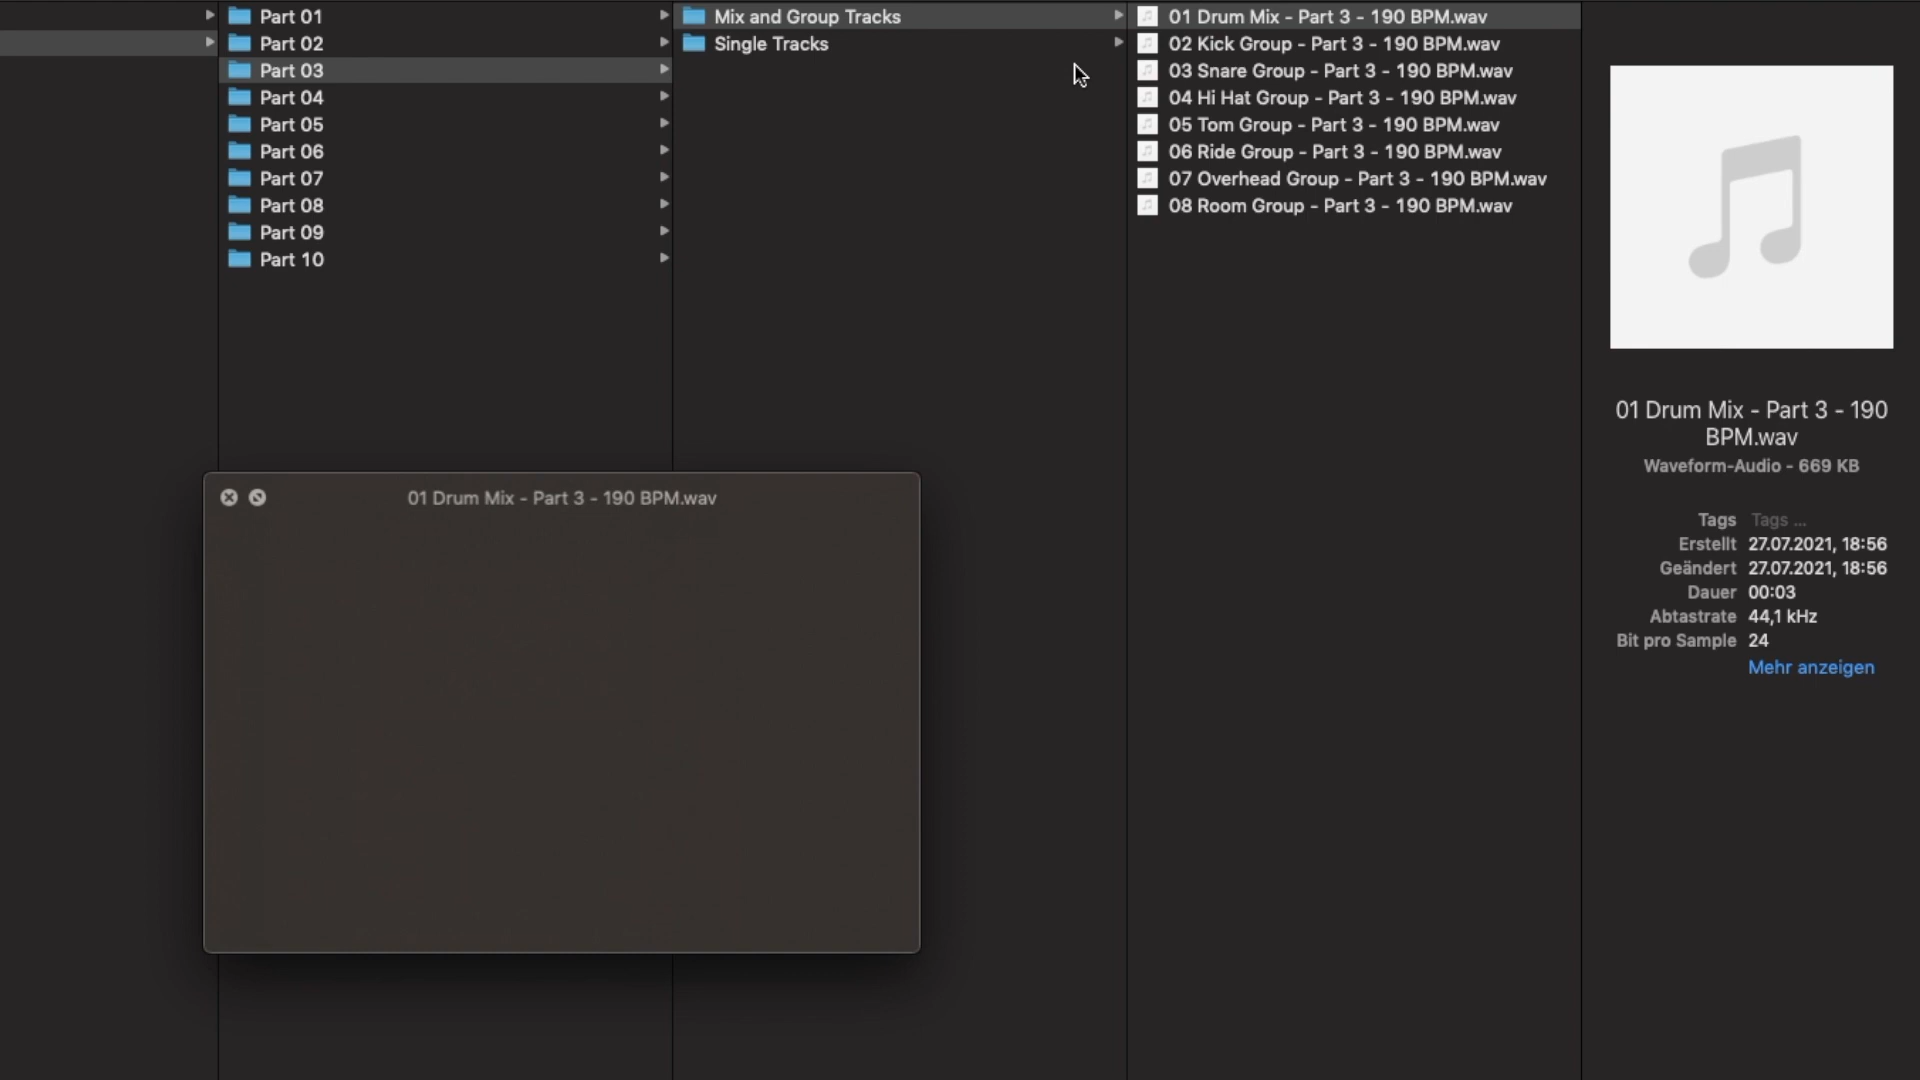 Part 01
Part 02
Part 03
Part 04
Part 05
Part 06
Part 07
Part 08
Part 09
Part 10
Mix and Group Tracks
Single Tracks
01 Drum Mix - Part 3 - 190 BPM.wav
02 Kick Group - Part 3 - 190 BPM.wav
03 Snare Group - Part 3 - 190 BPM.wav
04 Hi Hat Group - Part 3 - 190 BPM.wav
05 Tom Group - Part 3 - 190 BPM.wav
06 Ride Group - Part 3 - 190 BPM.wav
07 Overhead Group - Part 3 - 190 BPM.wav
08 Room Group - Part 3 - 190 BPM.wav
01 Drum Mix - Part 3 - 190
BPM.wav
Waveform-Audio - 669 KB
Tags Tags ...
Erstellt 27.07.2021, 18:56
Geändert 27.07.2021, 18:56
Dauer 00:03
Abtastrate 44,1 kHz
Bit pro Sample 24
Mehr anzeigen
01 Drum Mix - Part 3 - 190 BPM.wav